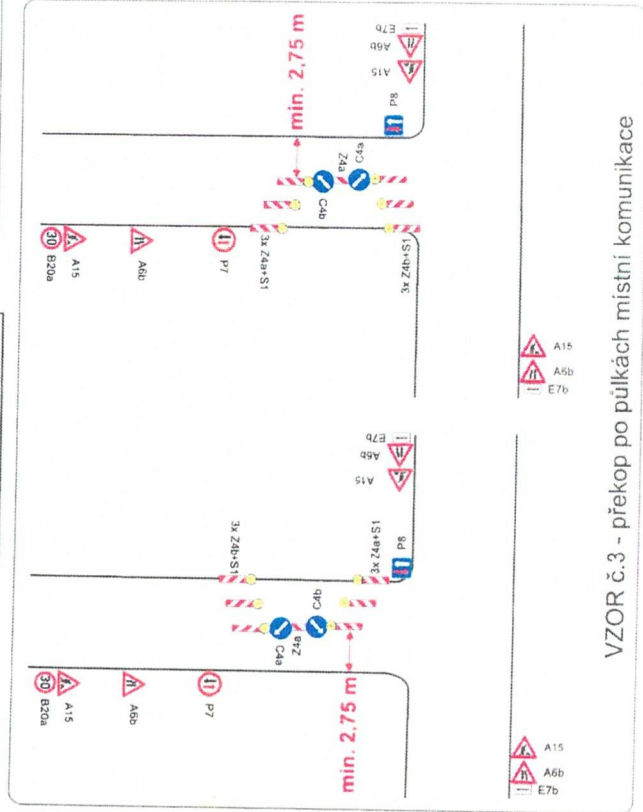 E7b
A6b
A15
P8
min. 2,75 m
Z4a
C4a
C4b
3x Z4a+S1
3x Z4b+S1
30
B20a
A15
A6b
P7
A15
A6b
E7b
E7b
A6b
A15
P8
3x Z4b+S1
3x Z4a+S1
C4b
Z4a
C4a
min. 2,75 m
30
B20a
A15
A6b
P7
A15
A6b
E7b
VZOR č.3 - překop po půlkách místní komunikace